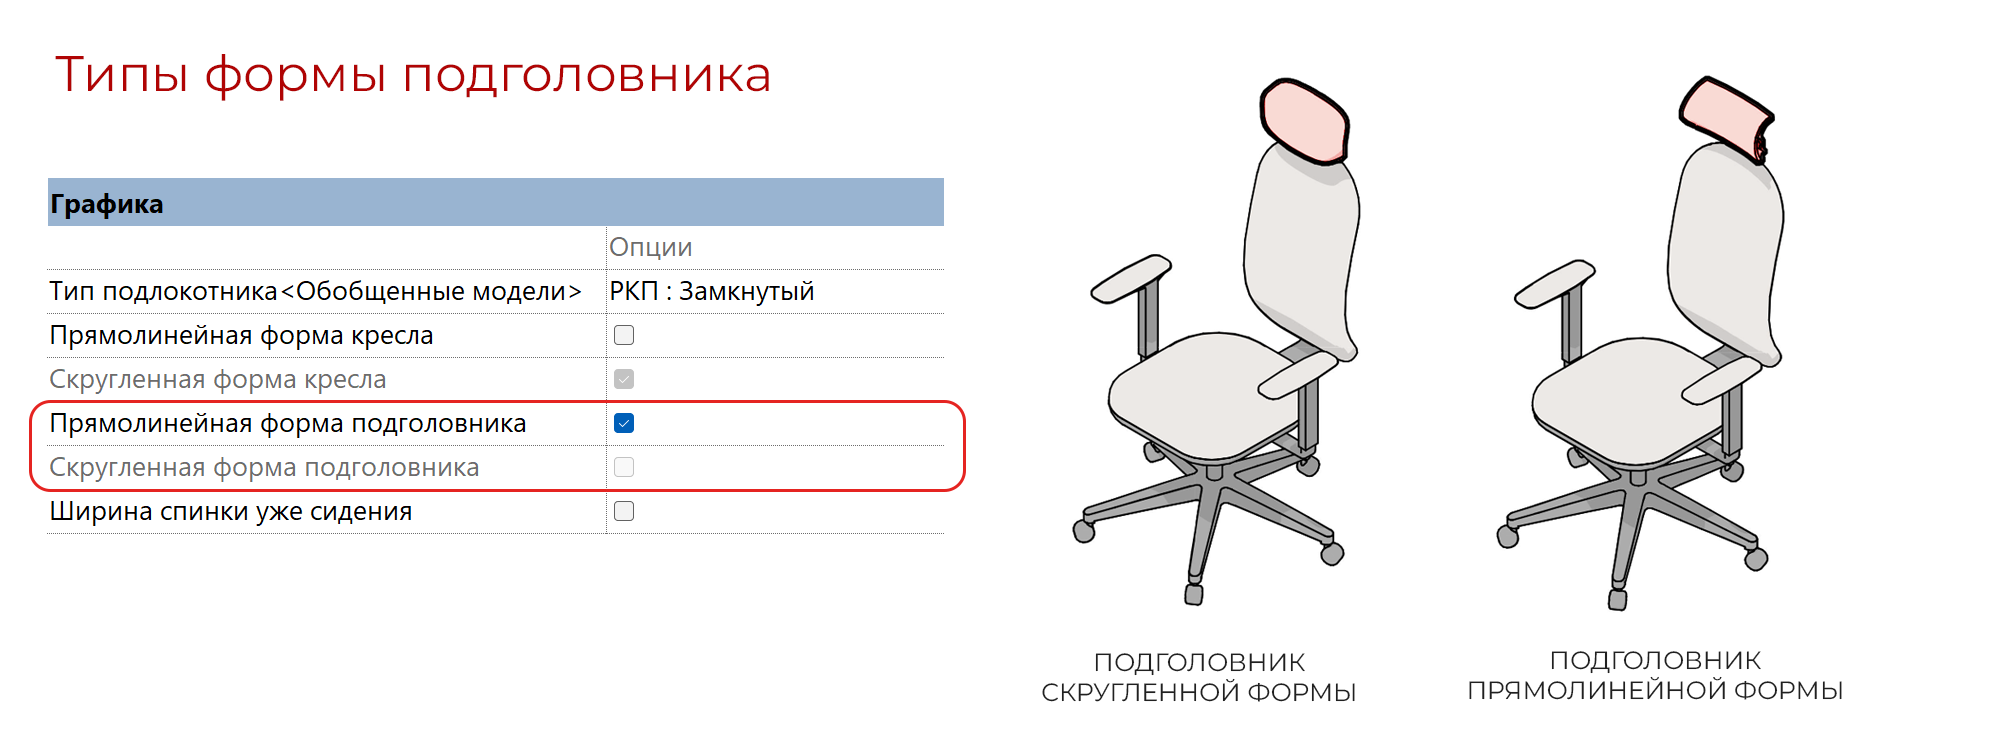 Типы формы подголовника
Графика
Опции
Тип подлокотника<Обобщенные модели> РКП : Замкнутый
Прямолинейная форма кресла
Скругленная форма кресла
Прямолинейная форма подголовника
Скругленная форма подголовника
Ширина спинки уже сидения
ПОДГОЛОВНИК
СКРУГЛЕННОЙ ФОРМЫ
ПОДГОЛОВНИК
ПРЯМОЛИНЕЙНОЙ ФОРМЫ